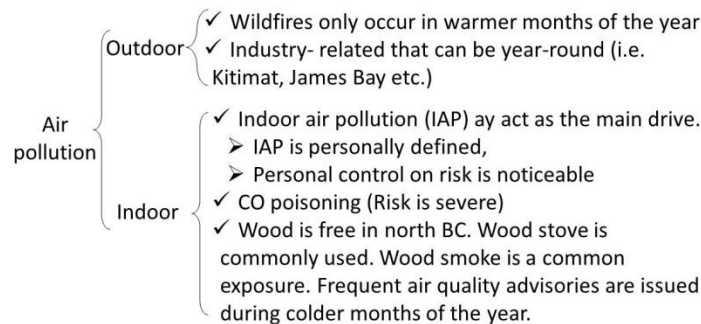 Air
pollution
Outdoor
✓ Wildfires only occur in warmer months of the year
✓ Industry- related that can be year-round (i.e.
Kitimat, James Bay etc.)
Indoor
✓ Indoor air pollution (IAP) ay act as the main drive.
➢ IAP is personally defined,
➢ Personal control on risk is noticeable
✓ CO poisoning (Risk is severe)
✓ Wood is free in north BC. Wood stove is
commonly used. Wood smoke is a common
exposure. Frequent air quality advisories are issued
during colder months of the year.